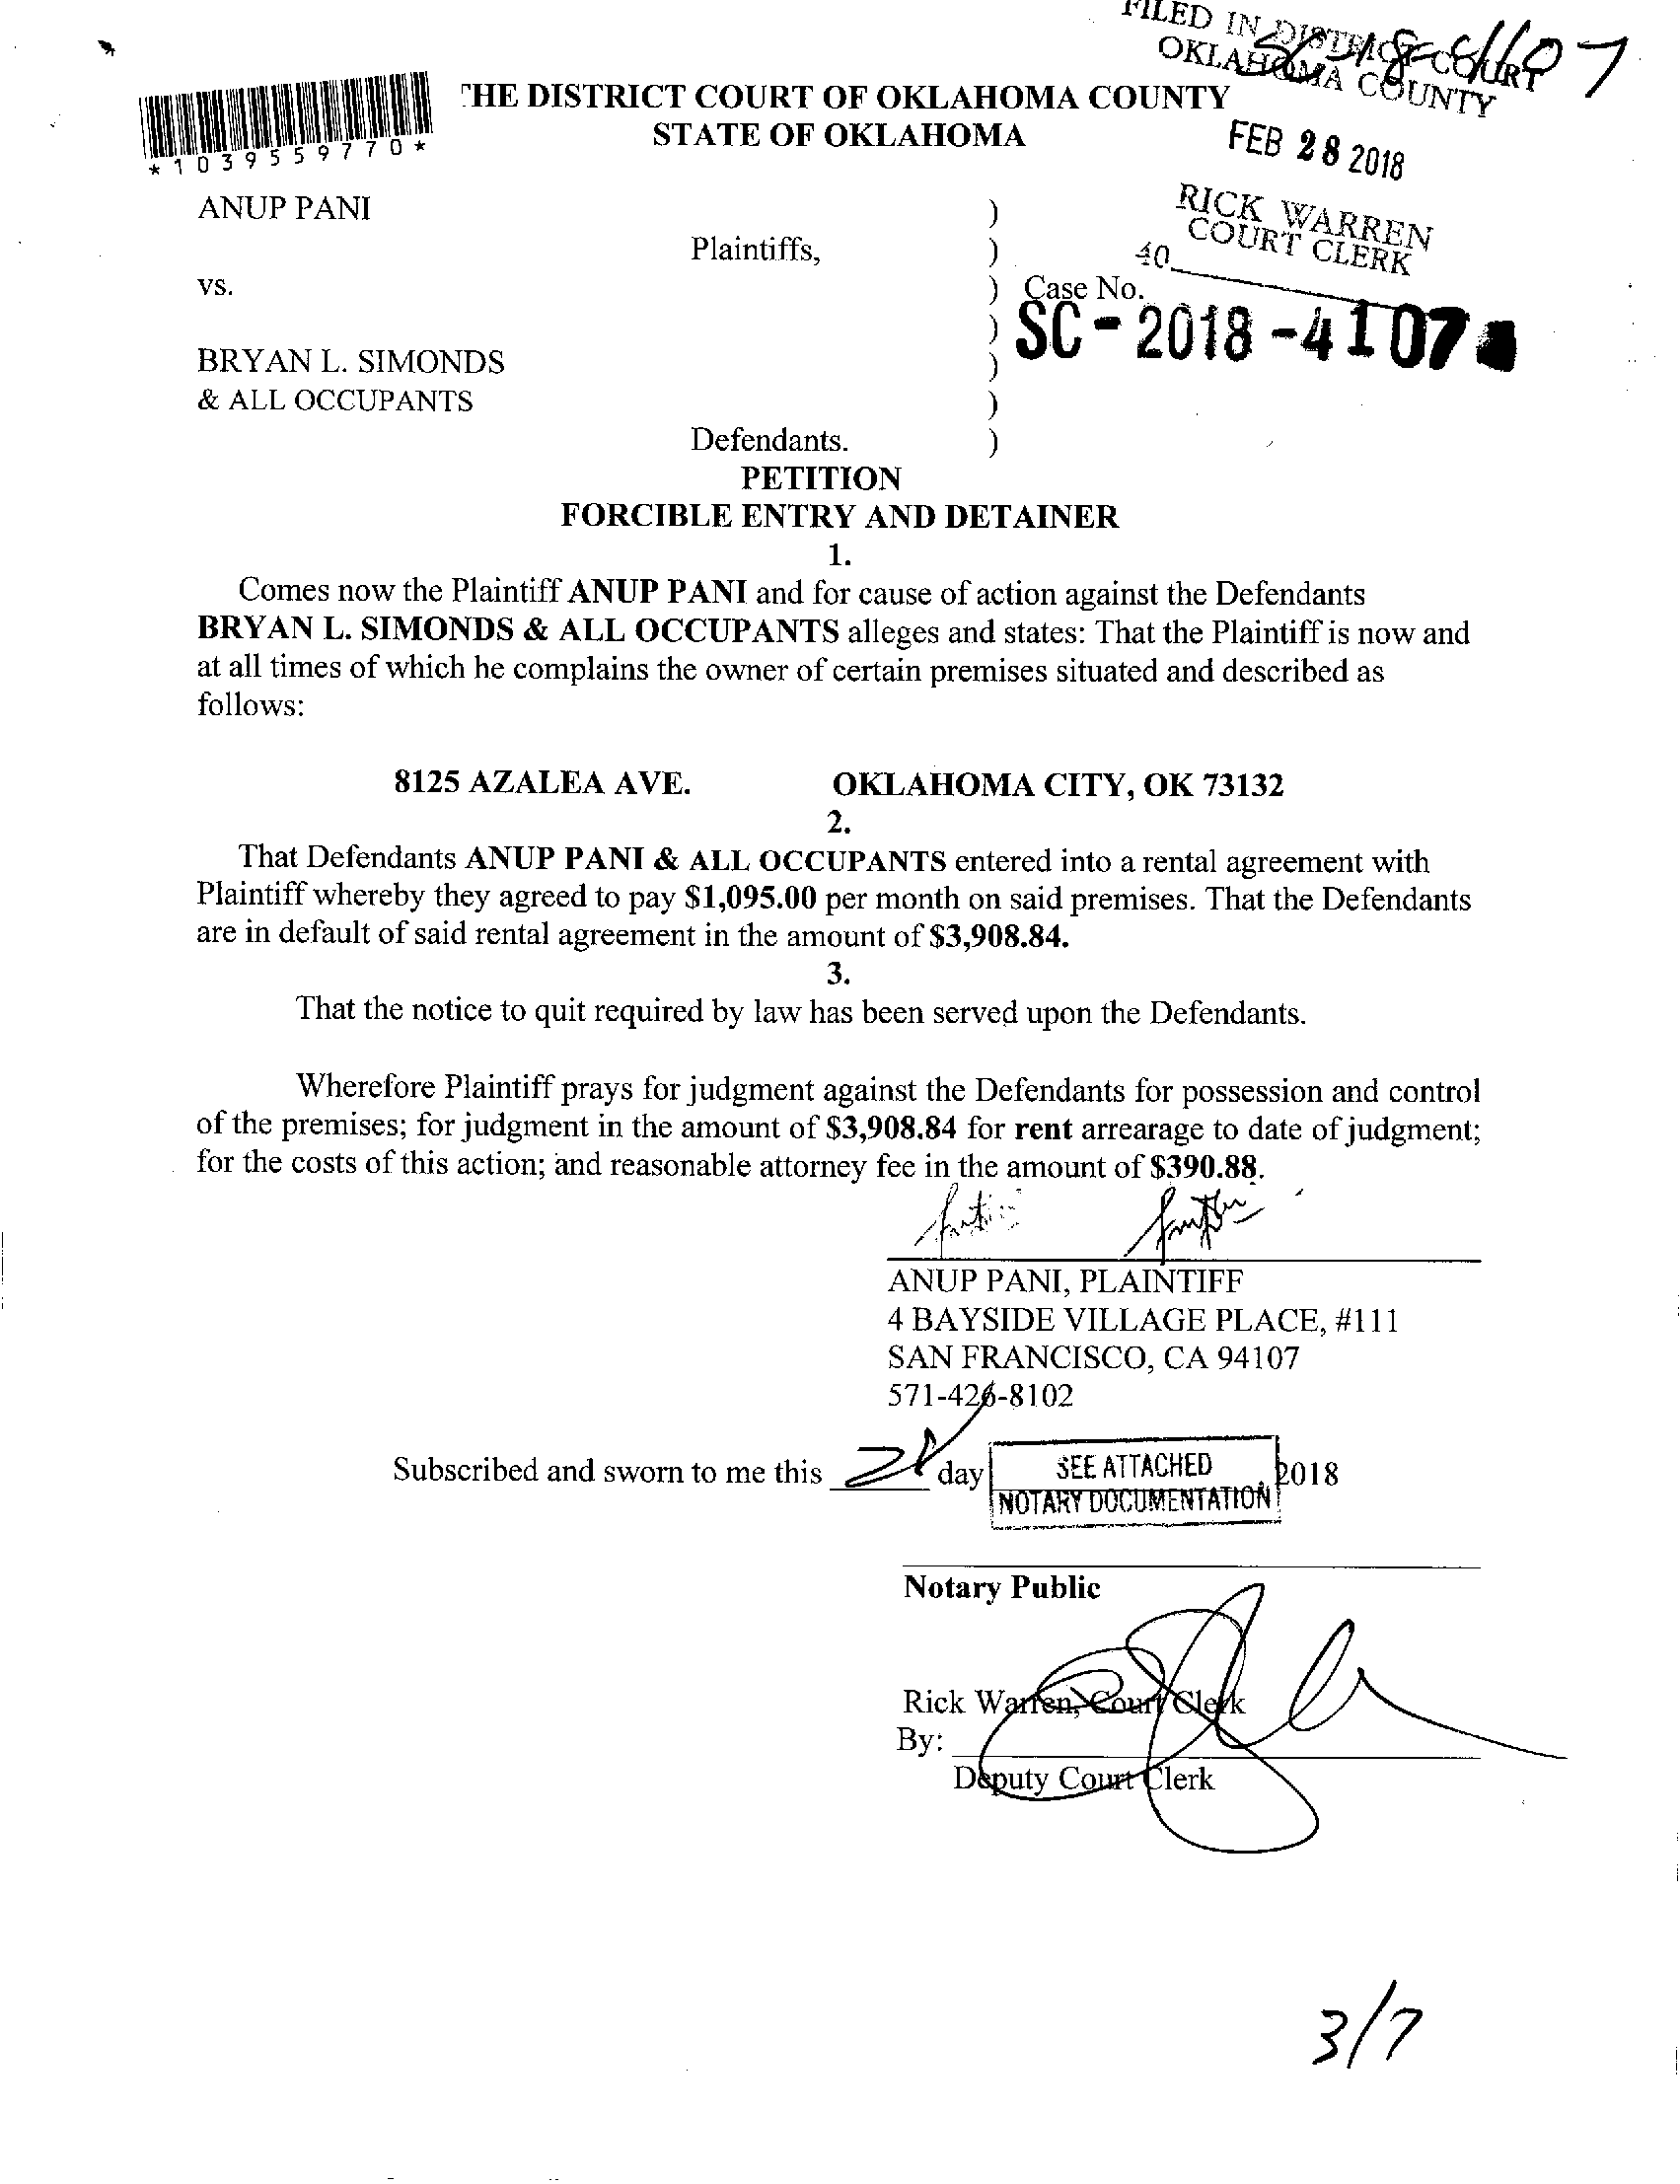 FILED IN DISTRICT COURT
OKLAHOMA COUNTY
SC-18-4107
FEB 28 2018
RICK WARREN
COURT CLERK
40
*1039559770*
THE DISTRICT COURT OF OKLAHOMA COUNTY
STATE OF OKLAHOMA
ANUP PANI )
Plaintiffs, )
vs. ) Case No.
) SC-2018-4107
BRYAN L. SIMONDS )
& ALL OCCUPANTS )
Defendants. )
PETITION
FORCIBLE ENTRY AND DETAINER
1.
Comes now the Plaintiff ANUP PANI and for cause of action against the Defendants
BRYAN L. SIMONDS & ALL OCCUPANTS alleges and states: That the Plaintiff is now and
at all times of which he complains the owner of certain premises situated and described as
follows:
8125 AZALEA AVE. OKLAHOMA CITY, OK 73132
2.
That Defendants ANUP PANI & ALL OCCUPANTS entered into a rental agreement with
Plaintiff whereby they agreed to pay $1,095.00 per month on said premises. That the Defendants
are in default of said rental agreement in the amount of $3,908.84.
3.
That the notice to quit required by law has been served upon the Defendants.
Wherefore Plaintiff prays for judgment against the Defendants for possession and control
of the premises; for judgment in the amount of $3,908.84 for rent arrearage to date of judgment;
for the costs of this action; and reasonable attorney fee in the amount of $390.88.
ANUP PANI, PLAINTIFF
4 BAYSIDE VILLAGE PLACE, #111
SAN FRANCISCO, CA 94107
571-426-8102
Subscribed and sworn to me this day 2018
SEE ATTACHED
NOTARY DOCUMENTATION
Notary Public
Rick Warren, Court Clerk
By:
Deputy Court Clerk
3/7